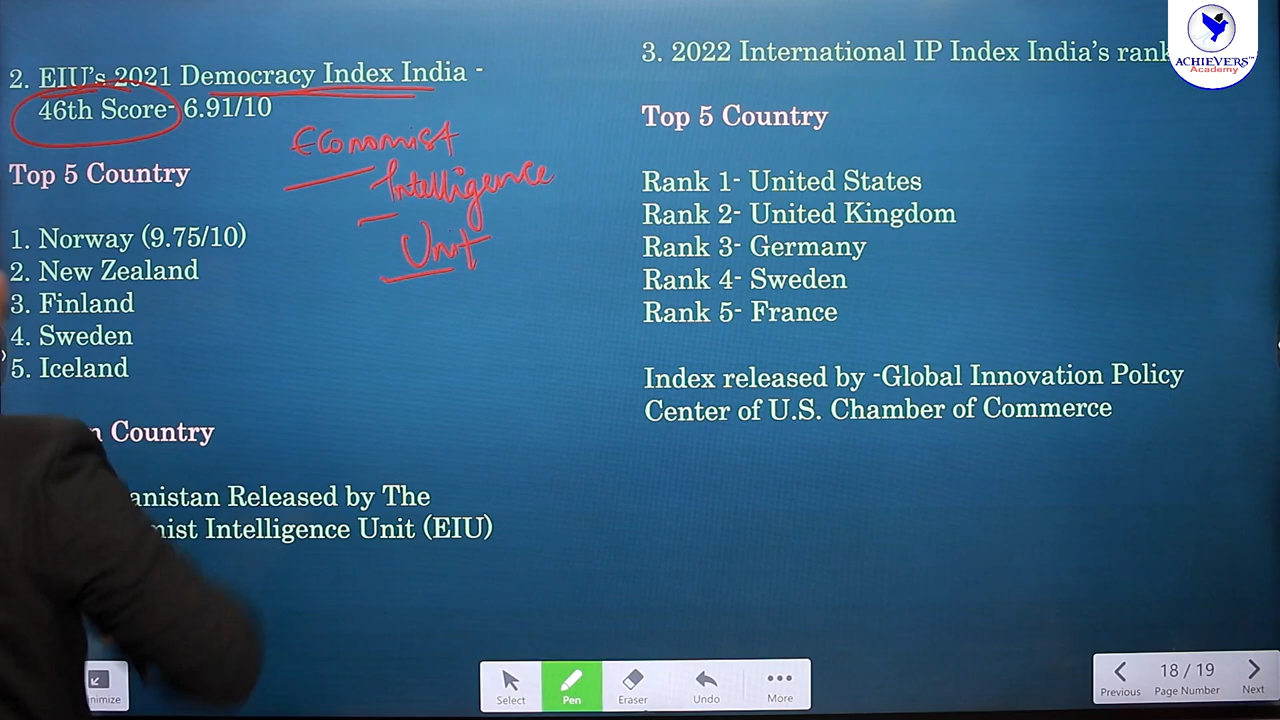 2. EIU's 2021 Democracy Index India -
46th Score- 6.91/10
Economist
Intelligence
Unit
Top 5 Country
1. Norway (9.75/10)
2. New Zealand
3. Finland
4. Sweden
5. Iceland
Country
Released by The
Intelligence Unit (EIU)
3. 2022 International IP Index India's rank
Top 5 Country
Rank 1- United States
Rank 2- United Kingdom
Rank 3- Germany
Rank 4- Sweden
Rank 5- France
Index released by -Global Innovation Policy
Center of U.S. Chamber of Commerce
ACHIEVERS™
Academy
Select
Pen
Eraser
Undo
More
18 / 19
Previous
Page Number
Next